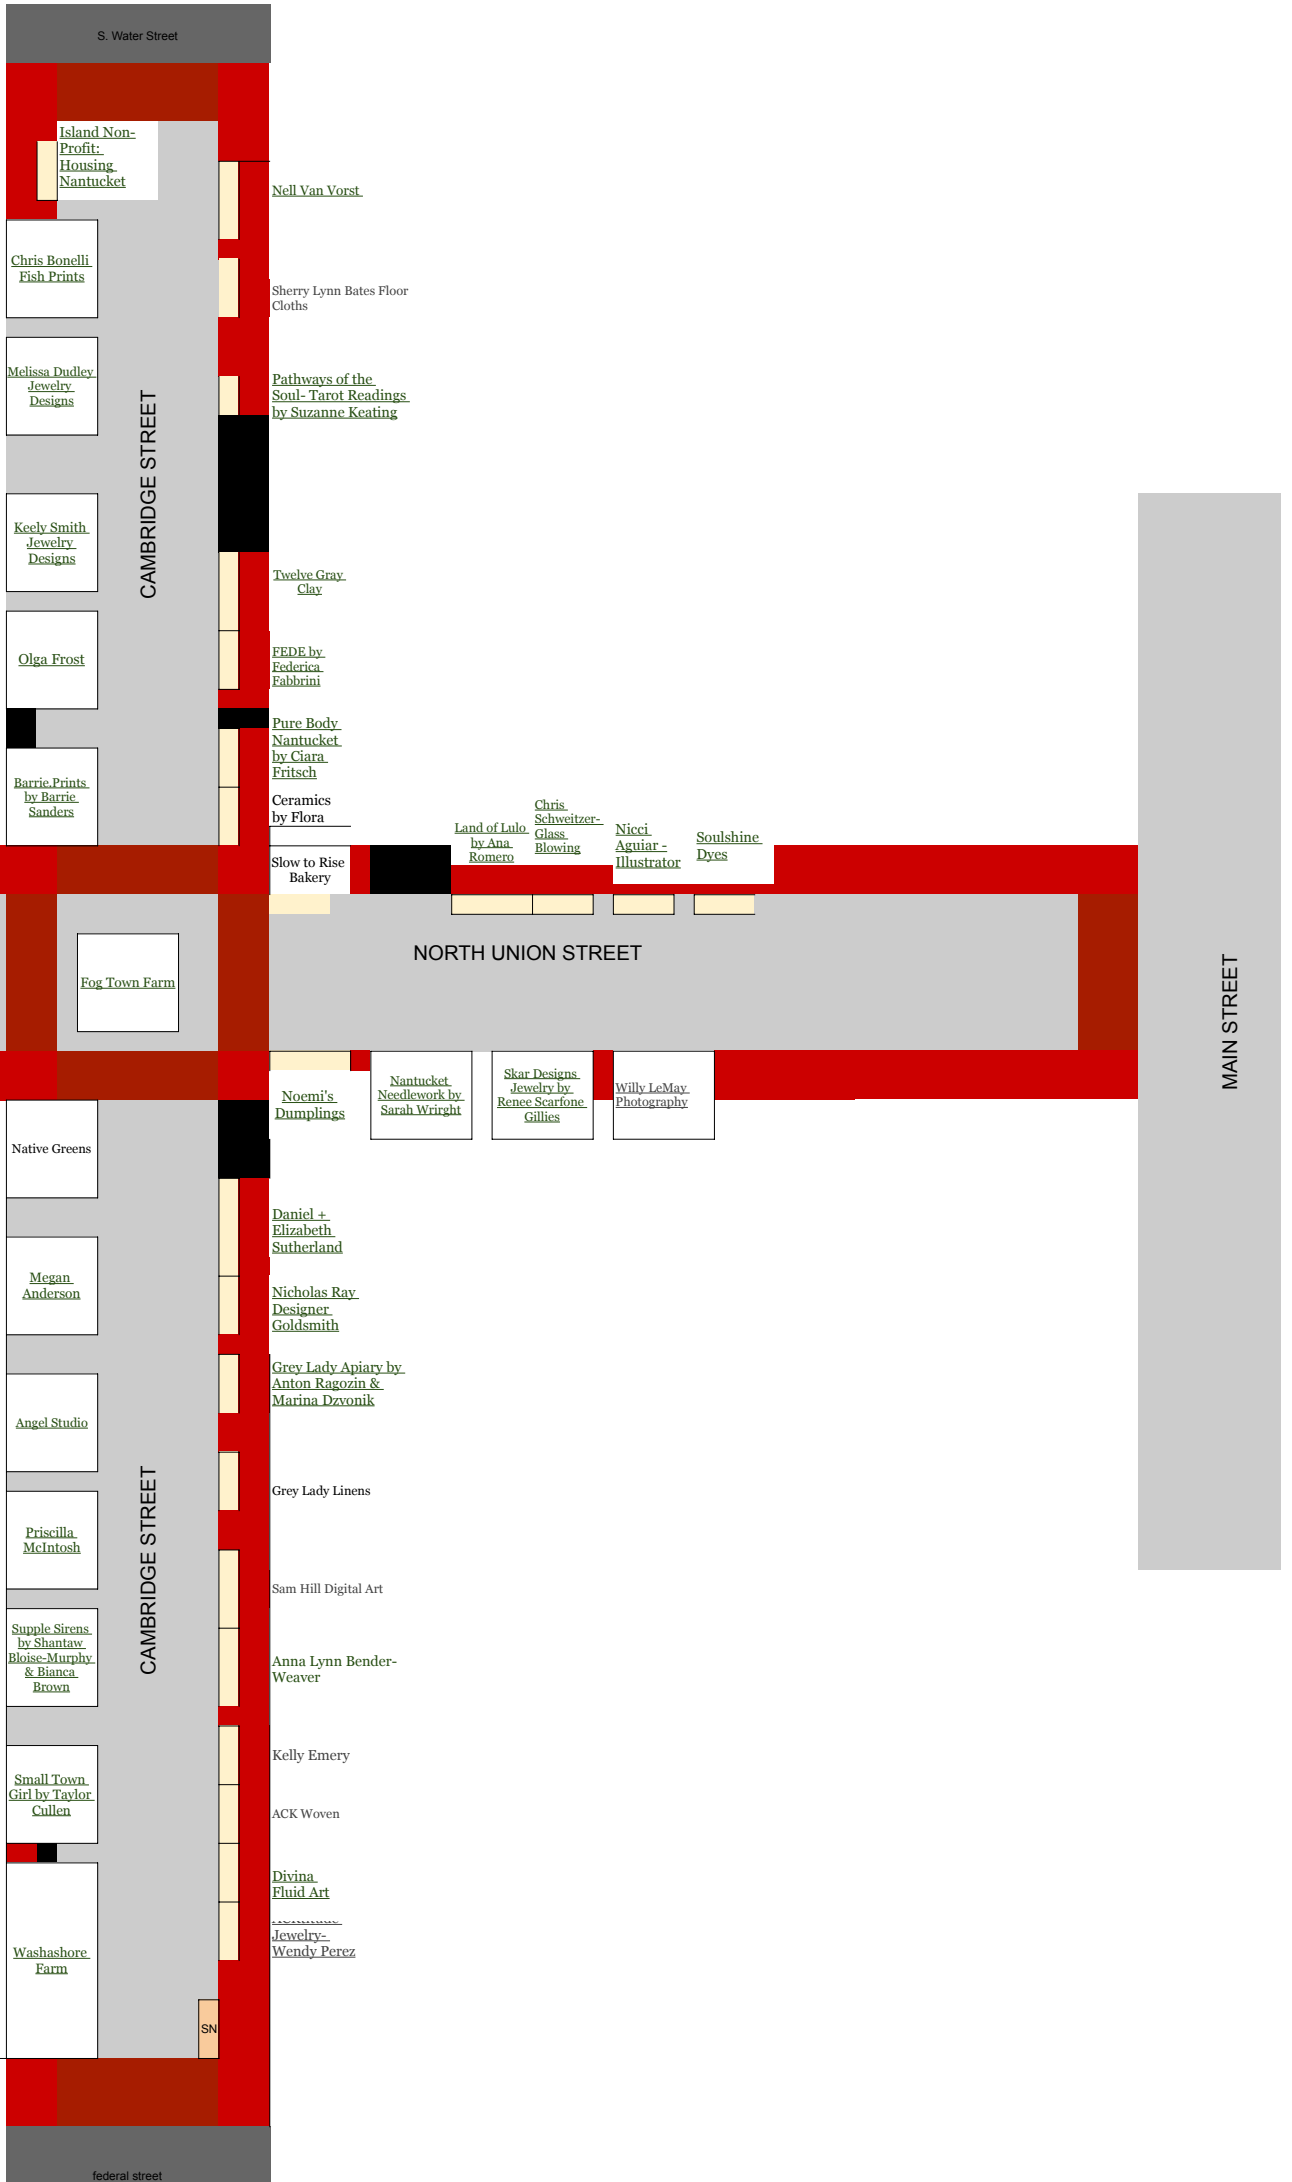 S. Water Street
Island Non-
Profit:
Housing
Nantucket
Nell Van Vorst
Chris Bonelli
Fish Prints
Sherry Lynn Bates Floor
Cloths
Melissa Dudley
Jewelry
Designs
Pathways of the
Soul- Tarot Readings
by Suzanne Keating
CAMBRIDGE STREET
Keely Smith
Jewelry
Designs
Twelve Gray
Clay
Olga Frost
FEDE by
Federica
Fabbrini
Pure Body
Nantucket
by Ciara
Fritsch
Barrie.Prints
by Barrie
Sanders
Ceramics
by Flora
Slow to Rise
Bakery
Land of Lulo
by Ana
Romero
Chris
Schweitzer-
Glass
Blowing
Nicci
Aguiar -
Illustrator
Soulshine
Dyes
NORTH UNION STREET
Fog Town Farm
MAIN STREET
Noemi's
Dumplings
Nantucket
Needlework by
Sarah Wrirght
Skar Designs
Jewelry by
Renee Scarfone
Gillies
Willy LeMay
Photography
Native Greens
Daniel +
Elizabeth
Sutherland
Megan
Anderson
Nicholas Ray
Designer
Goldsmith
Grey Lady Apiary by
Anton Ragozin &
Marina Dzvonik
Angel Studio
Grey Lady Linens
CAMBRIDGE STREET
Priscilla
McIntosh
Sam Hill Digital Art
Supple Sirens
by Shantaw
Bloise-Murphy
& Bianca
Brown
Anna Lynn Bender-
Weaver
Kelly Emery
Small Town
Girl by Taylor
Cullen
ACK Woven
Divina
Fluid Art
Jewelry-
Wendy Perez
Washashore
Farm
SN
federal street